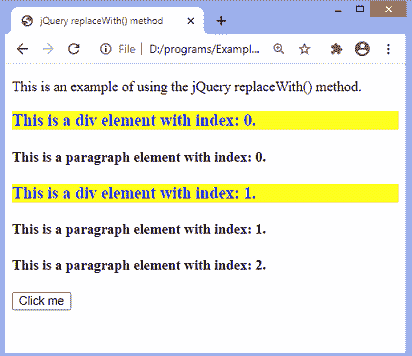 jQuery replaceWith() method
File | D:/programs/Exampl...
This is an example of using the jQuery replaceWith() method.
This is a div element with index: 0.
This is a paragraph element with index: 0.
This is a div element with index: 1.
This is a paragraph element with index: 1.
This is a paragraph element with index: 2.
Click me